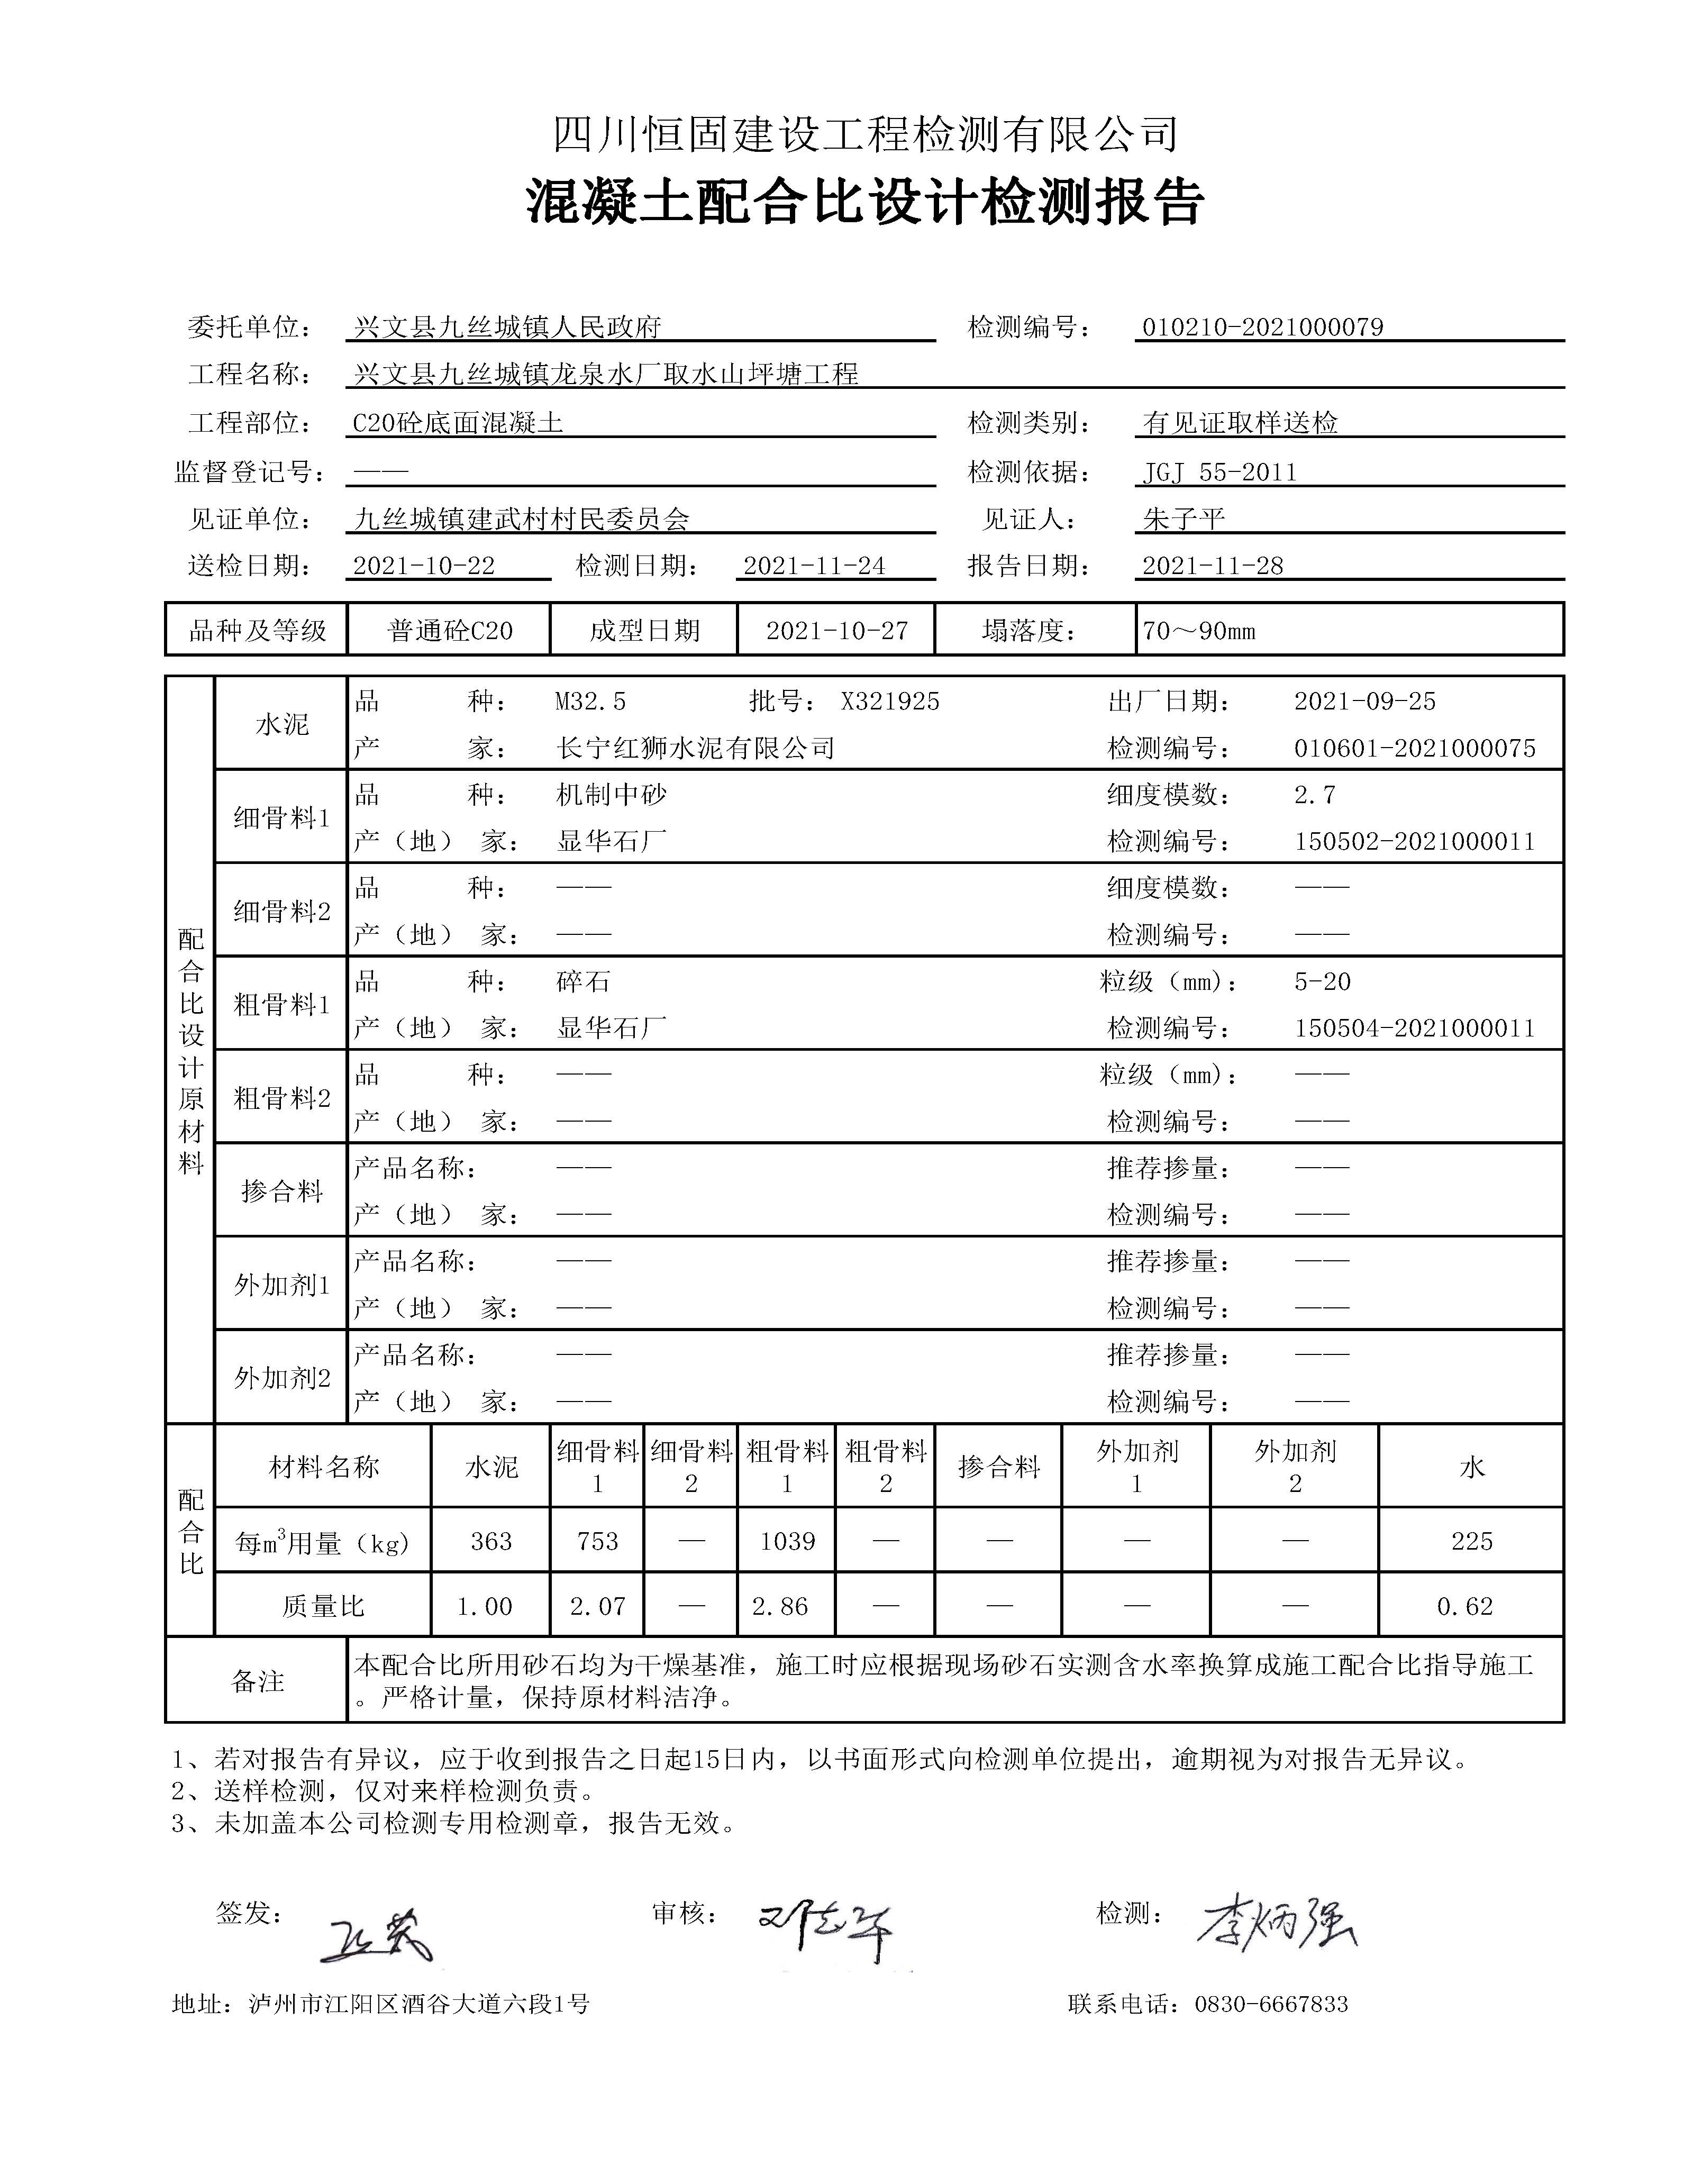 四川恒固建设工程检测有限公司
混凝土配合比设计检测报告
委托单位： 兴文县九丝城镇人民政府 检测编号： 010210-2021000079
工程名称： 兴文县九丝城镇龙泉水厂取水山坪塘工程
工程部位： C20砼底面混凝土 检测类别： 有见证取样送检
监督登记号： —— 检测依据： JGJ 55-2011
见证单位： 九丝城镇建武村村民委员会 见证人： 朱子平
送检日期： 2021-10-22 检测日期： 2021-11-24 报告日期： 2021-11-28
品种及等级 普通砼C20 成型日期 2021-10-27 塌落度： 70～90mm
配合比设计原材料
水泥 品种： M32.5 批号： X321925 出厂日期： 2021-09-25
产家： 长宁红狮水泥有限公司 检测编号： 010601-2021000075
细骨料1 品种： 机制中砂 细度模数： 2.7
产（地）家： 显华石厂 检测编号： 150502-2021000011
细骨料2 品种： —— 细度模数： ——
产（地）家： —— 检测编号： ——
粗骨料1 品种： 碎石 粒级（mm）： 5-20
产（地）家： 显华石厂 检测编号： 150504-2021000011
粗骨料2 品种： —— 粒级（mm）： ——
产（地）家： —— 检测编号： ——
掺合料 产品名称： —— 推荐掺量： ——
产（地）家： —— 检测编号： ——
外加剂1 产品名称： —— 推荐掺量： ——
产（地）家： —— 检测编号： ——
外加剂2 产品名称： —— 推荐掺量： ——
产（地）家： —— 检测编号： ——
配合比
材料名称 水泥 细骨料1 细骨料2 粗骨料1 粗骨料2 掺合料 外加剂1 外加剂2 水
每m³用量（kg） 363 753 — 1039 — — — — 225
质量比 1.00 2.07 — 2.86 — — — — 0.62
备注 本配合比所用砂石均为干燥基准，施工时应根据现场砂石实测含水率换算成施工配合比指导施工
。严格计量，保持原材料洁净。
1、若对报告有异议，应于收到报告之日起15日内，以书面形式向检测单位提出，逾期视为对报告无异议。
2、送样检测，仅对来样检测负责。
3、未加盖本公司检测专用检测章，报告无效。
签发： 审核： 检测： 李炳强
地址：泸州市江阳区酒谷大道六段1号 联系电话：0830-6667833